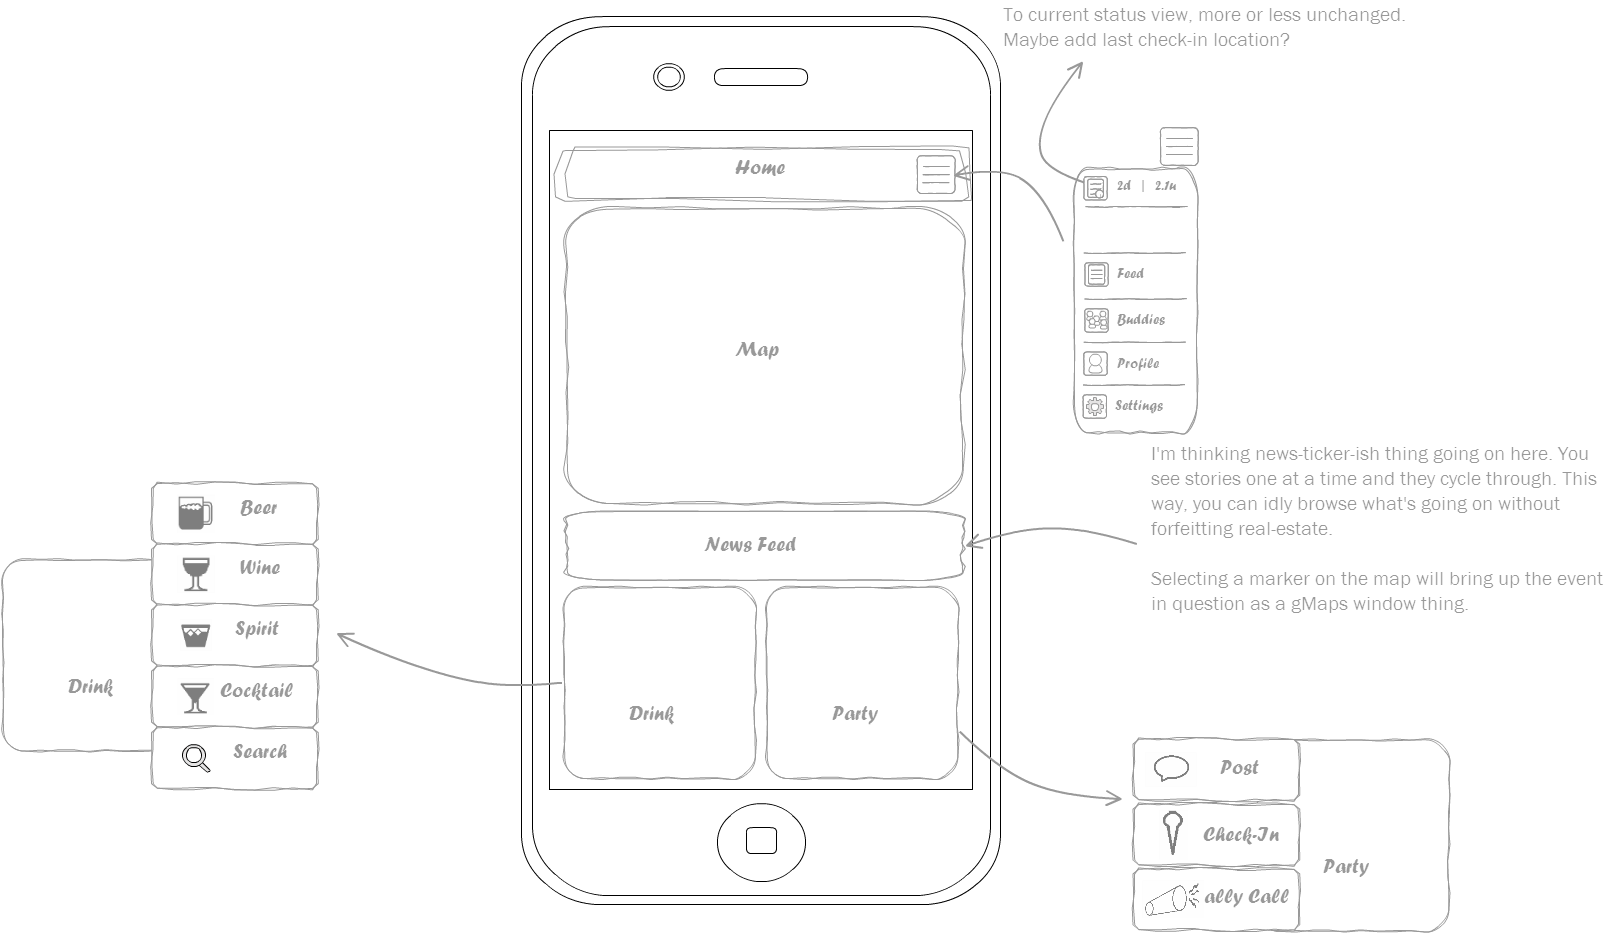 To current status view, more or less unchanged.
Maybe add last check-in location?
Home
2d | 2.1u
Feed
Buddies
Profile
Settings
Map
I'm thinking news-ticker-ish thing going on here. You
see stories one at a time and they cycle through. This
way, you can idly browse what's going on without
forfeitting real-estate.
Selecting a marker on the map will bring up the event
in question as a gMaps window thing.
News Feed
Beer
Wine
Spirit
Cocktail
Search
Drink
Drink
Party
Post
Check-In
ally Call
Party